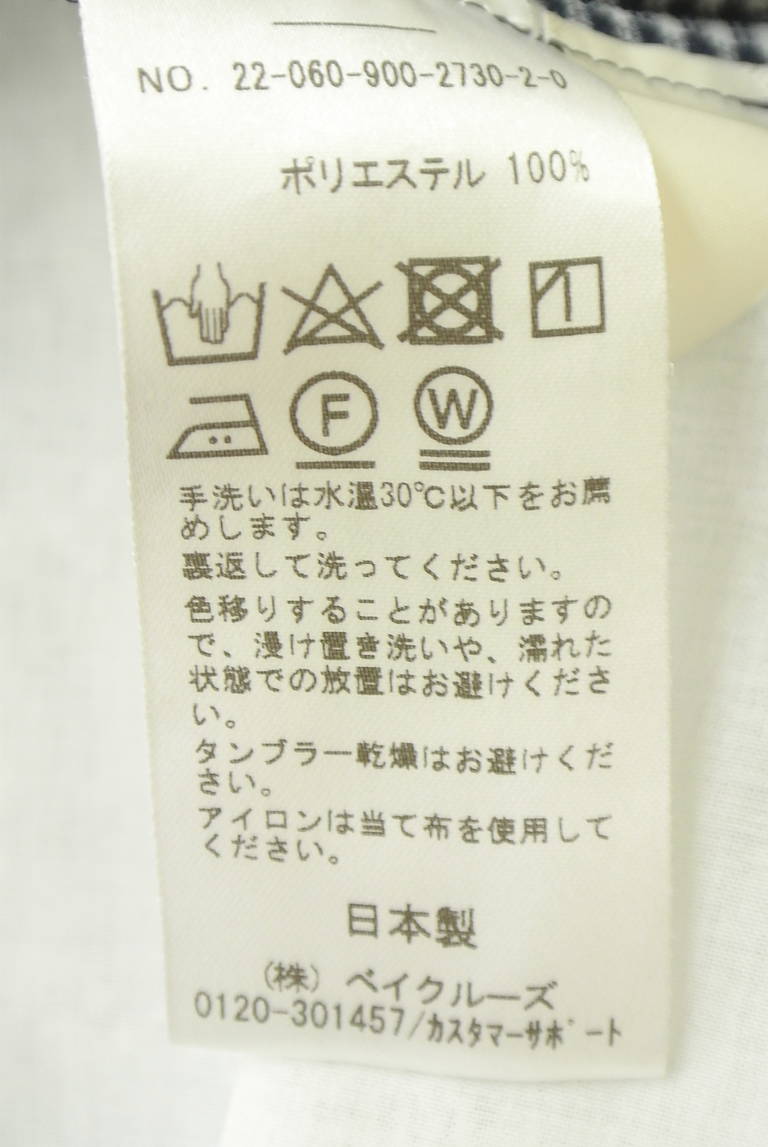 NO. 22-060-900-2730-2-0
ポリエステル 100%
F
W
手洗いは水温30℃以下をお薦
めします。
裏返して洗ってください。
色移りすることがありますの
で、浸け置き洗いや、濡れた
状態での放置はお避けくださ
い。
タンブラー乾燥はお避けくだ
さい。
アイロンは当て布を使用して
ください。
日本製
(株) ベイクルーズ
0120-301457/カスタマーサポート